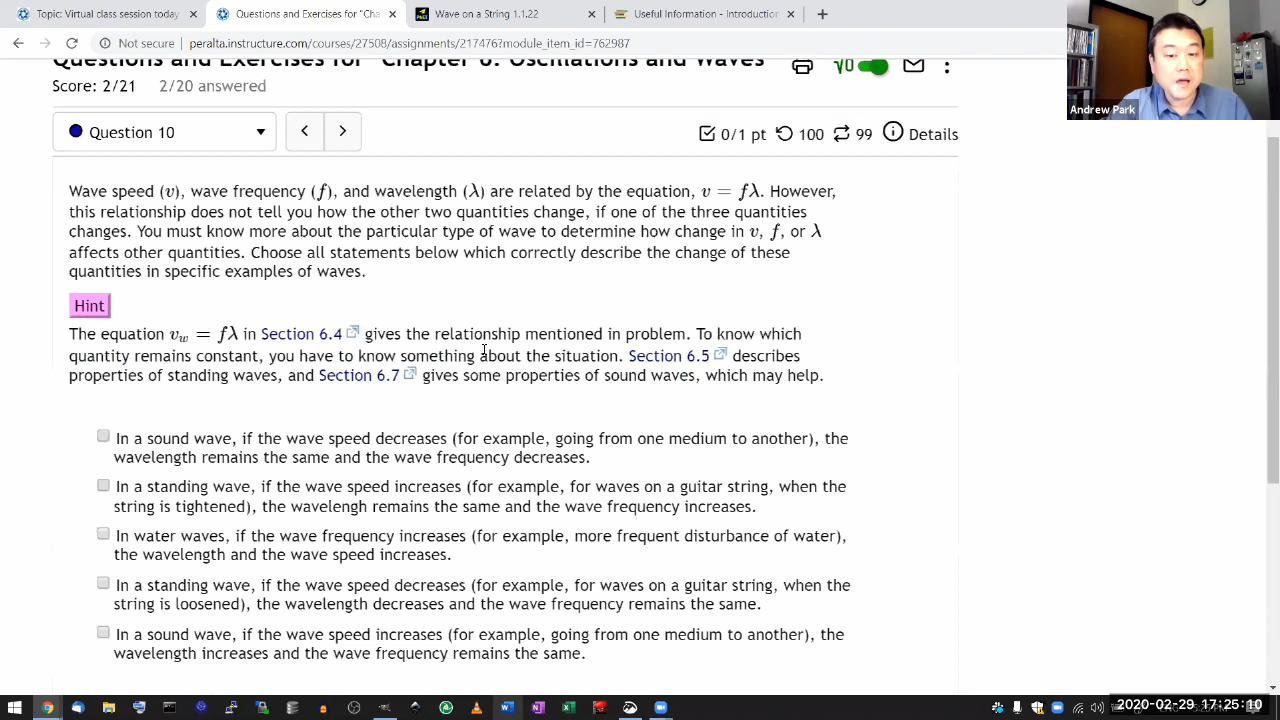 Topic: Virtual class session today
Questions and Exercises for "Cha
Wave on a String 1.1.22
Useful Information - Introduction
Not secure
peralta.instructure.com/courses/27508/assignments/217476?module_item_id=762987
Questions and Exercises for "Chapter 6: Oscillations and Waves"
√0
Score: 2/21 2/20 answered
Question 10
0/1 pt 100 99 Details
Wave speed (v), wave frequency (f), and wavelength (λ) are related by the equation, v = fλ. However,
this relationship does not tell you how the other two quantities change, if one of the three quantities
changes. You must know more about the particular type of wave to determine how change in v, f, or λ
affects other quantities. Choose all statements below which correctly describe the change of these
quantities in specific examples of waves.
Hint
The equation v_w = fλ in Section 6.4 gives the relationship mentioned in problem. To know which
quantity remains constant, you have to know something about the situation. Section 6.5 describes
properties of standing waves, and Section 6.7 gives some properties of sound waves, which may help.
In a sound wave, if the wave speed decreases (for example, going from one medium to another), the
wavelength remains the same and the wave frequency decreases.
In a standing wave, if the wave speed increases (for example, for waves on a guitar string, when the
string is tightened), the wavelengh remains the same and the wave frequency increases.
In water waves, if the wave frequency increases (for example, more frequent disturbance of water),
the wavelength and the wave speed increases.
In a standing wave, if the wave speed decreases (for example, for waves on a guitar string, when the
string is loosened), the wavelength decreases and the wave frequency remains the same.
In a sound wave, if the wave speed increases (for example, going from one medium to another), the
wavelength increases and the wave frequency remains the same.
Andrew Park
2020-02-29 17:25:10